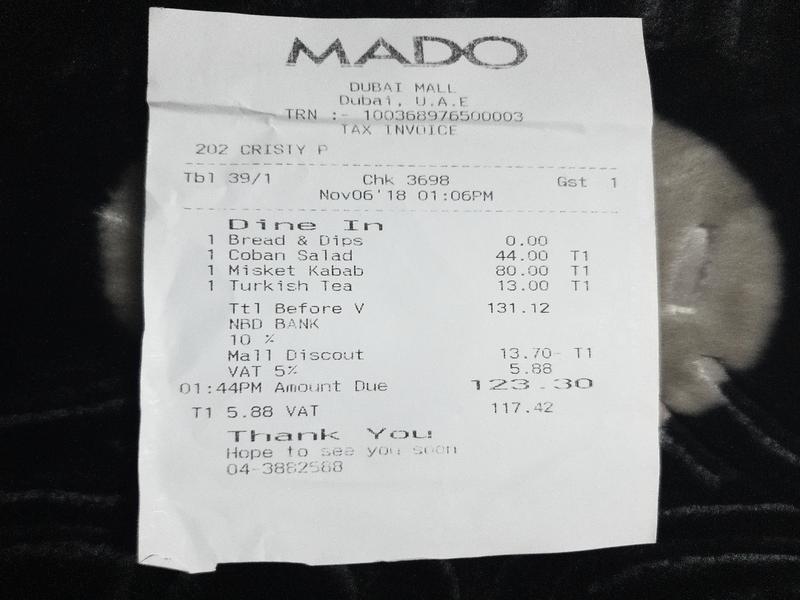 MADO
DUBAI MALL
Dubai, U.A.E
TRN :- 100368976500003
TAX INVOICE
202 CRISTY P
Tbl 39/1 Chk 3698 Gst 1
Nov06'18 01:06PM
Dine In
1 Bread & Dips 0.00
1 Coban Salad 44.00 T1
1 Misket Kabab 80.00 T1
1 Turkish Tea 13.00 T1
Ttl Before V 131.12
NBD BANK
10 %
Mall Discout 13.70- T1
VAT 5% 5.88
01:44PM Amount Due 123.30
T1 5.88 VAT 117.42
Thank You!
Hope to see you soon
04-3882588